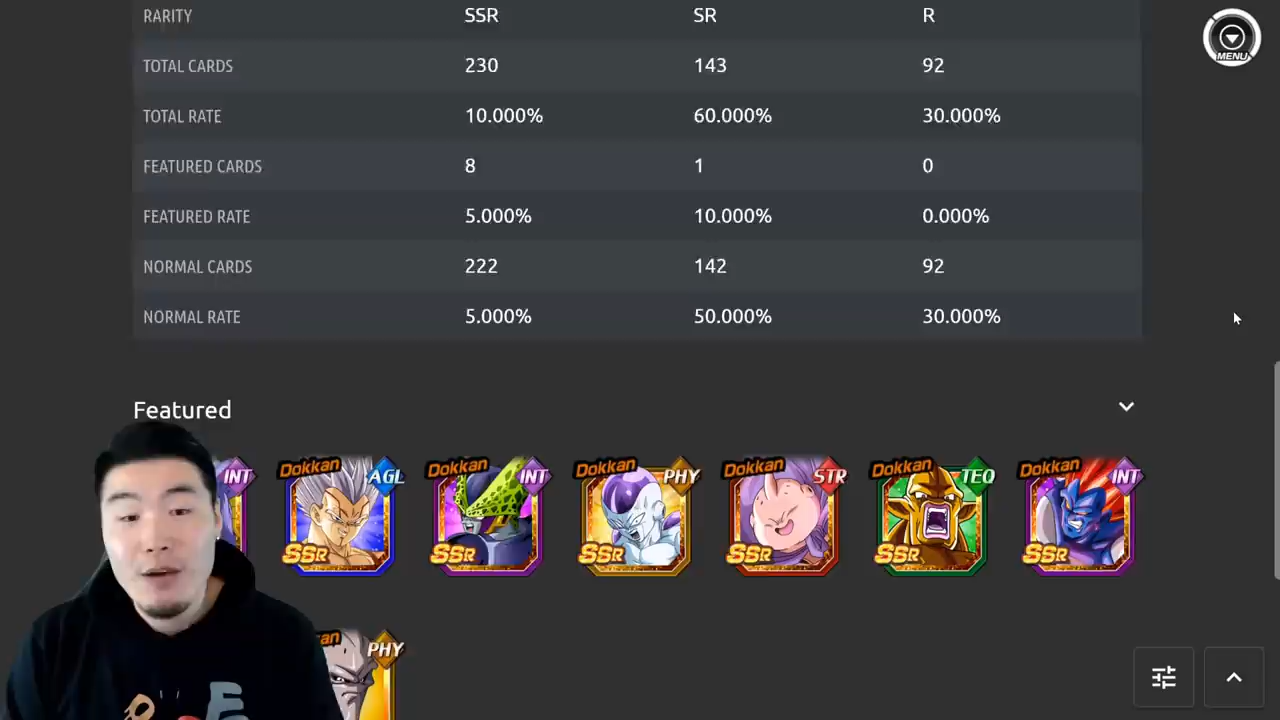 RARITY SSR SR R
MENU
TOTAL CARDS 230 143 92
TOTAL RATE 10.000% 60.000% 30.000%
FEATURED CARDS 8 1 0
FEATURED RATE 5.000% 10.000% 0.000%
NORMAL CARDS 222 142 92
NORMAL RATE 5.000% 50.000% 30.000%
Featured
INT Dokkan AGL Dokkan INT Dokkan PHY Dokkan STR Dokkan TEQ Dokkan INT
SSR SSR SSR SSR SSR SSR
kan PHY